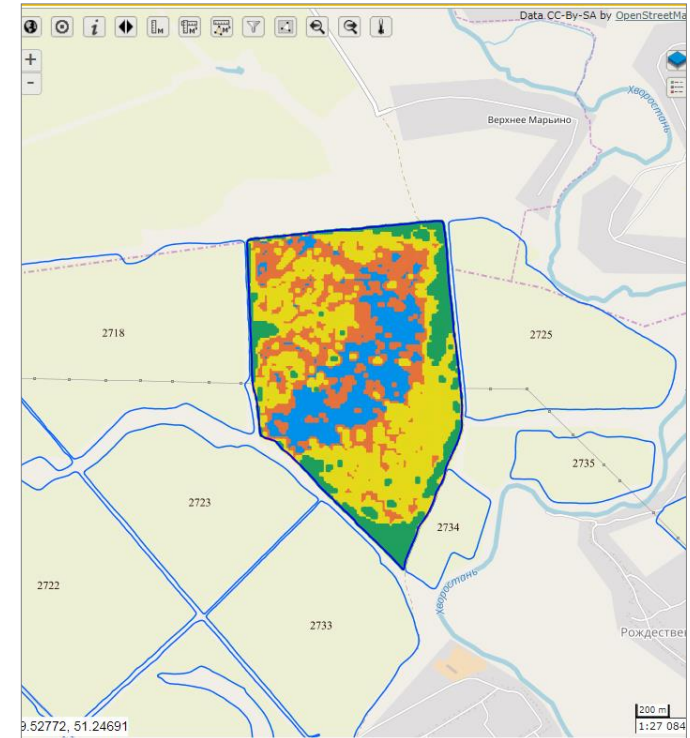 Data CC-By-SA by OpenStreetMa
i
М
М²
+
-
Хворостань
Верхнее Марьино
2718
2725
2735
2723
2734
2722
Хворостань
2733
Рождествен
200 m
9.52772, 51.24691
1:27 084